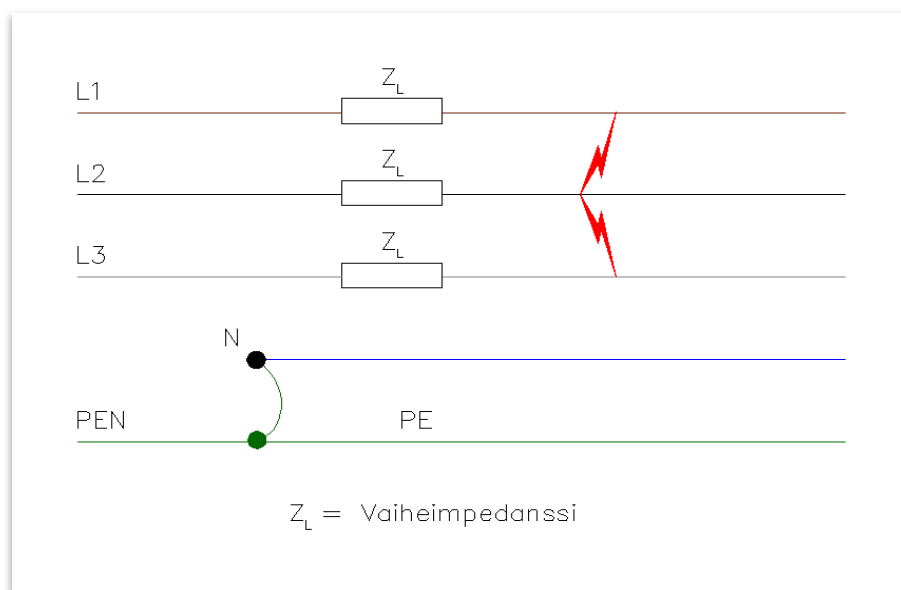 Z_L
L1
Z_L
L2
Z_L
L3
N
PEN PE
Z_L = Vaiheimpedanssi